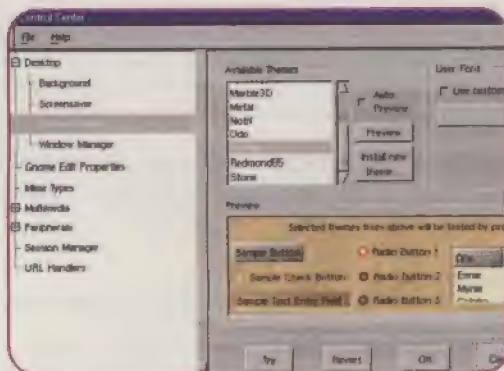 Control Center
File Help
Desktop
Background
Screensaver
Window Manager
Gnome Edit Properties
Mime Types
Multimedia
Peripherals
Session Manager
URL Handlers
Available Themes
Marble3D
Metal
Notif
Odo
Redmond95
Stone
Auto
Preview
Preview
Install new
theme...
User Font
Use custom
Preview
Selected themes from above will be tested by pre
Sample Button
Radio Button 1
Sample Check Button
Radio Button 2
Sample Text Entry Field
Radio Button 3
One
Eenie
Mynie
Try
Revert
OK